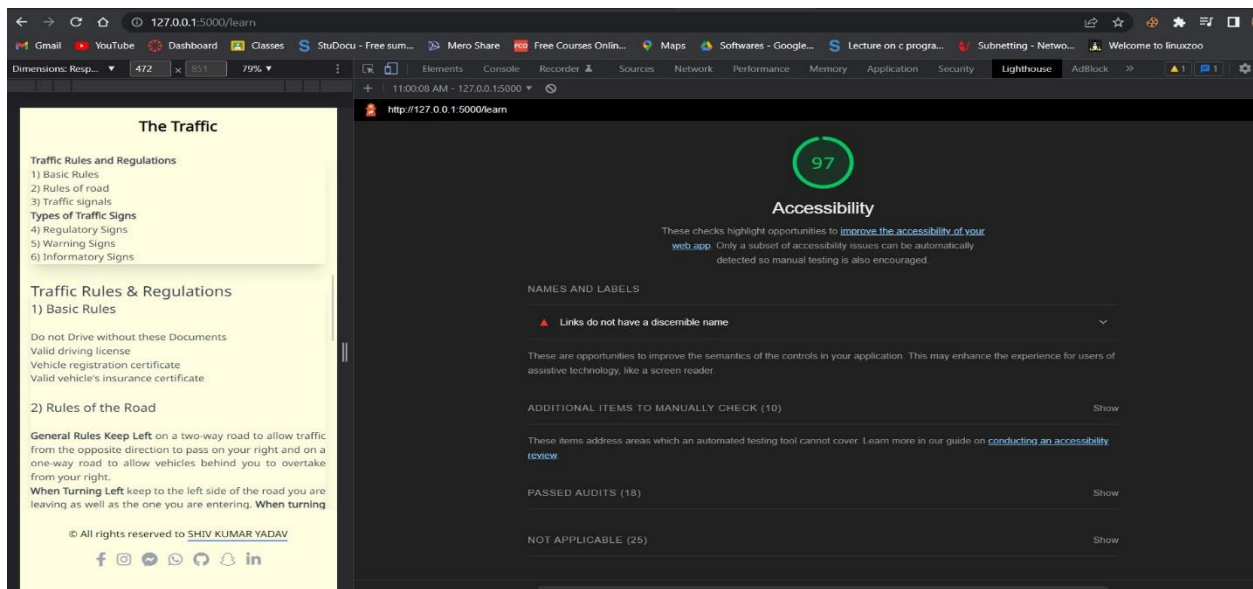 127.0.0.1:5000/learn
Gmail YouTube Dashboard Classes StuDocu - Free sum... Mero Share Free Courses Onlin... Maps Softwares - Google... Lecture on c progra... Subnetting - Netwo... Welcome to linuxzoo
Dimensions: Resp... 472 x 851 79% Elements Console Recorder Sources Network Performance Memory Application Security Lighthouse AdBlock » 1 1
+ 11:00:08 AM - 127.0.0.1:5000
http://127.0.0.1:5000/learn
The Traffic
Traffic Rules and Regulations
1) Basic Rules
2) Rules of road
3) Traffic signals
Types of Traffic Signs
4) Regulatory Signs
5) Warning Signs
6) Informatory Signs
Traffic Rules & Regulations
1) Basic Rules
Do not Drive without these Documents
Valid driving license
Vehicle registration certificate
Valid vehicle's insurance certificate
2) Rules of the Road
General Rules Keep Left on a two-way road to allow traffic
from the opposite direction to pass on your right and on a
one-way road to allow vehicles behind you to overtake
from your right.
When Turning Left keep to the left side of the road you are
leaving as well as the one you are entering. When turning
© All rights reserved to SHIV KUMAR YADAV
97
Accessibility
These checks highlight opportunities to improve the accessibility of your
web app. Only a subset of accessibility issues can be automatically
detected so manual testing is also encouraged.
NAMES AND LABELS
Links do not have a discernible name
These are opportunities to improve the semantics of the controls in your application. This may enhance the experience for users of
assistive technology, like a screen reader.
ADDITIONAL ITEMS TO MANUALLY CHECK (10) Show
These items address areas which an automated testing tool cannot cover. Learn more in our guide on conducting an accessibility
review.
PASSED AUDITS (18) Show
NOT APPLICABLE (25) Show